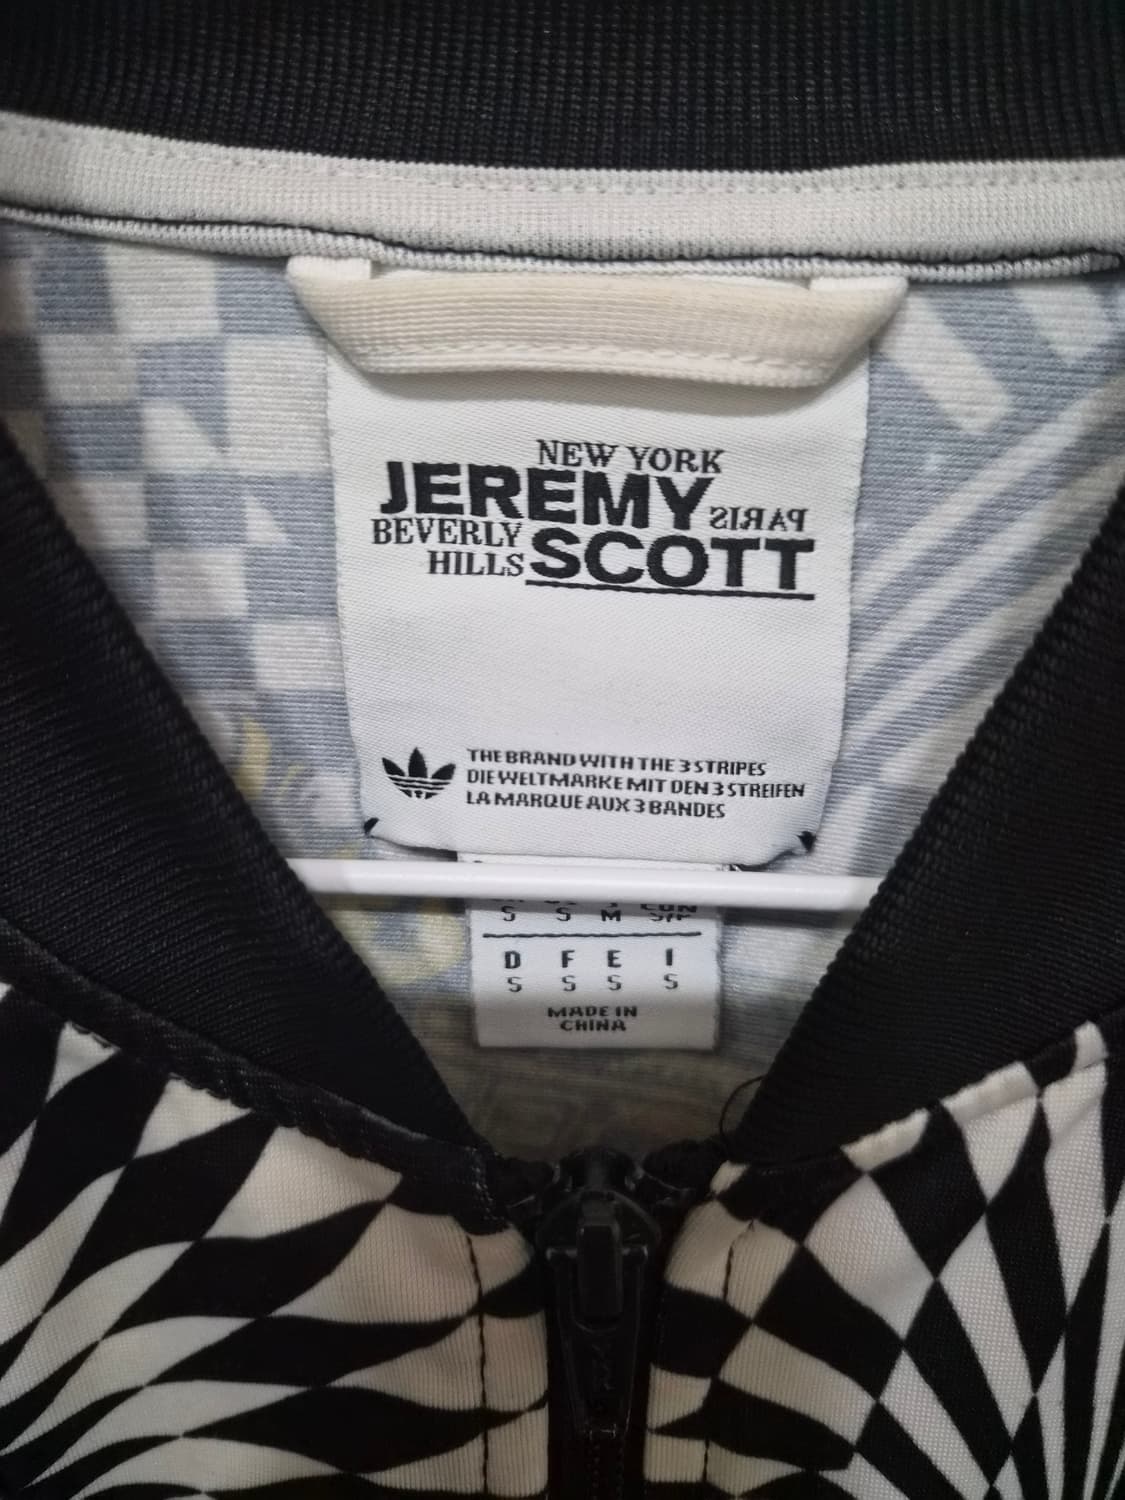 NEW YORK
JEREMY
PARIS
BEVERLY
HILLS
SCOTT
THE BRAND WITH THE 3 STRIPES
DIE WELTMARKE MIT DEN 3 STREIFEN
LA MARQUE AUX 3 BANDES
S S M S/P
D F E I
S S S S
MADE IN
CHINA